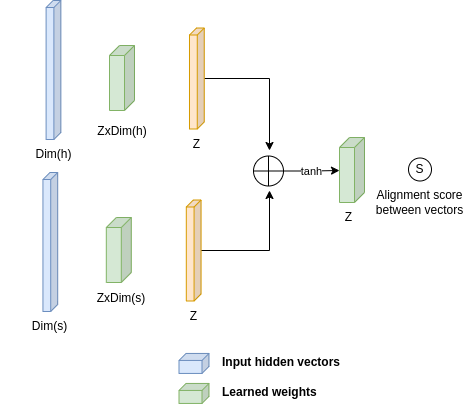 Dim(h)
ZxDim(h)
Z
tanh
Z
S
Alignment score
between vectors
Dim(s)
ZxDim(s)
Z
Input hidden vectors
Learned weights